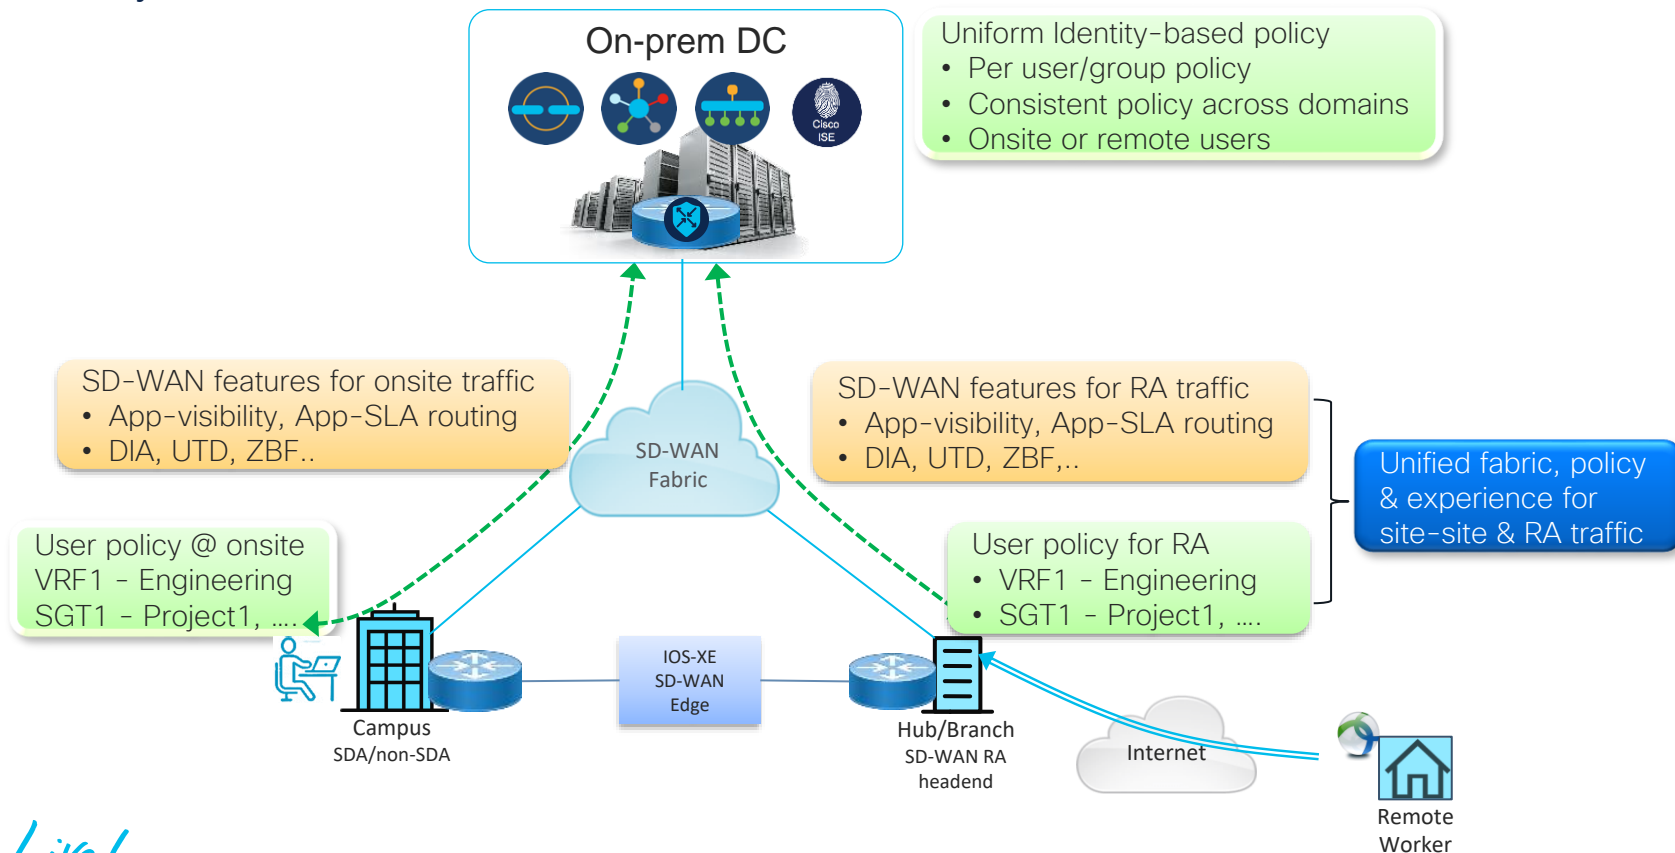 On-prem DC
Cisco
ISE
Uniform Identity-based policy
• Per user/group policy
• Consistent policy across domains
• Onsite or remote users
SD-WAN features for onsite traffic
• App-visibility, App-SLA routing
• DIA, UTD, ZBF..
SD-WAN
Fabric
SD-WAN features for RA traffic
• App-visibility, App-SLA routing
• DIA, UTD, ZBF,..
Unified fabric, policy
& experience for
site-site & RA traffic
User policy @ onsite
VRF1 - Engineering
SGT1 - Project1, ....
User policy for RA
• VRF1 - Engineering
• SGT1 - Project1, ....
IOS-XE
SD-WAN
Edge
Campus
SDA/non-SDA
Hub/Branch
SD-WAN RA
headend
Internet
Remote
Worker